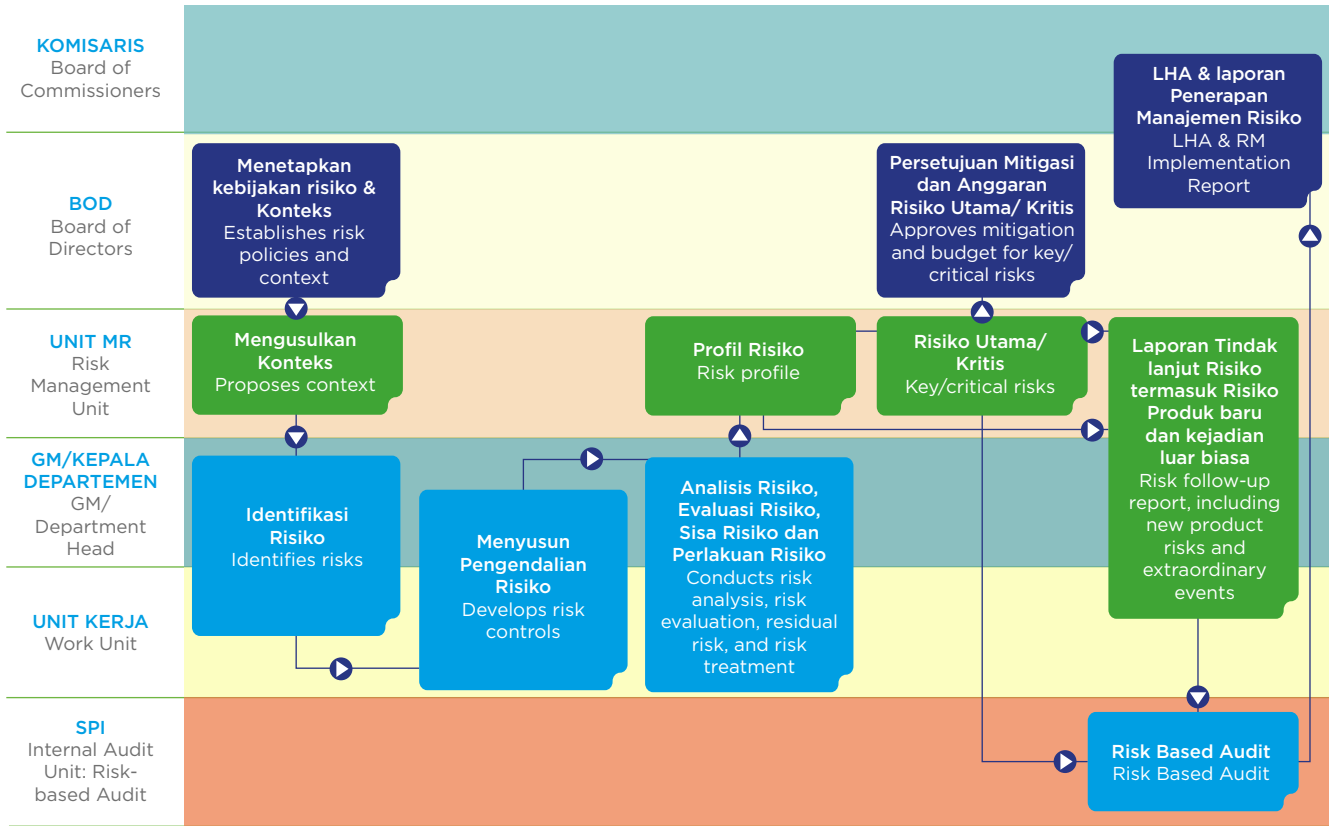 KOMISARIS
Board of
Commissioners
LHA & laporan
Penerapan
Manajemen Risiko
LHA & RM
Implementation
Report
BOD
Board of
Directors
Menetapkan
kebijakan risiko &
Konteks
Establishes risk
policies and
context
Persetujuan Mitigasi
dan Anggaran
Risiko Utama/ Kritis
Approves mitigation
and budget for key/
critical risks
UNIT MR
Risk
Management
Unit
Mengusulkan
Konteks
Proposes context
Profil Risiko
Risk profile
Risiko Utama/
Kritis
Key/critical risks
Laporan Tindak
lanjut Risiko
termasuk Risiko
Produk baru
dan kejadian
luar biasa
Risk follow-up
report, including
new product
risks and
extraordinary
events
GM/KEPALA
DEPARTEMEN
GM/
Department
Head
Identifikasi
Risiko
Identifies risks
Menyusun
Pengendalian
Risiko
Develops risk
controls
Analisis Risiko,
Evaluasi Risiko,
Sisa Risiko dan
Perlakuan Risiko
Conducts risk
analysis, risk
evaluation, residual
risk, and risk
treatment
UNIT KERJA
Work Unit
SPI
Internal Audit
Unit: Risk-
based Audit
Risk Based Audit
Risk Based Audit